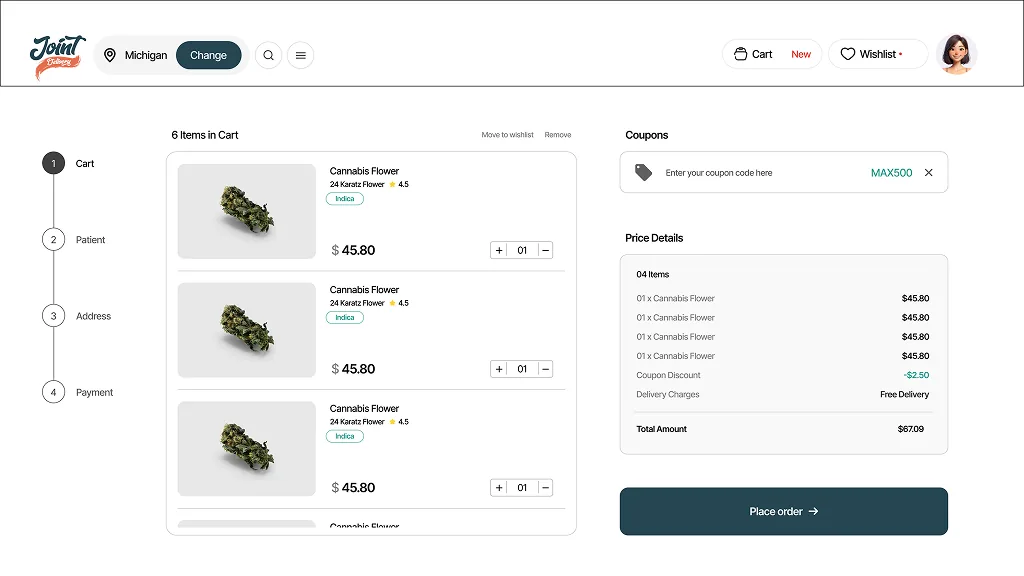 Joint
Delivery
Michigan
Change
Cart
New
Wishlist
1
Cart
2
Patient
3
Address
4
Payment
6 Items in Cart
Move to wishlist
Remove
Cannabis Flower
24 Karatz Flower 4.5
Indica
$ 45.80
+ 01 −
Cannabis Flower
24 Karatz Flower 4.5
Indica
$ 45.80
+ 01 −
Cannabis Flower
24 Karatz Flower 4.5
Indica
$ 45.80
+ 01 −
Cannabis Flower
Coupons
Enter your coupon code here
MAX500
Price Details
04 Items
01 x Cannabis Flower $45.80
01 x Cannabis Flower $45.80
01 x Cannabis Flower $45.80
01 x Cannabis Flower $45.80
Coupon Discount -$2.50
Delivery Charges Free Delivery
Total Amount $67.09
Place order →